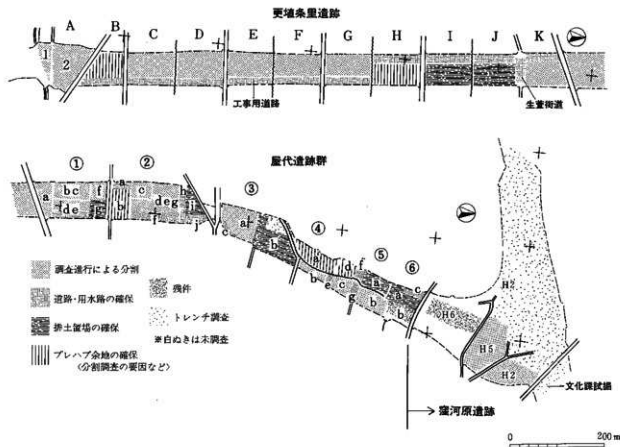 更埴条里遺跡
A B C D E F G H I J K
1
2
工事用道路
生萱街道
屋代遺跡群
① ② ③ ④ ⑤ ⑥
a bc f a c b
de g b deg i
f j
c a b
a d f a c
b e c b a b
g
H2
H6
H5
H2
調査進行による分割
道路・用水路の確保
排土置場の確保
プレハブ余地の確保
(分割調査の要因など)
残件
トレンチ調査
※白ぬきは未調査
文化課試掘
窪河原遺跡
0 200m